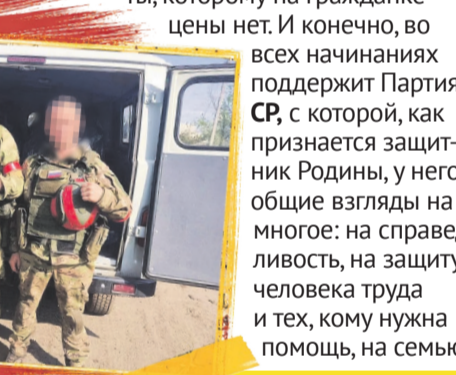 ты, которому на гражданке
цены нет. И конечно, во
всех начинаниях
поддержит Партия
СР, с которой, как
признается защит-
ник Родины, у него
общие взгляды на
многое: на справед
ливость, на защиту
человека труда
и тех, кому нужна
помощь, на семью